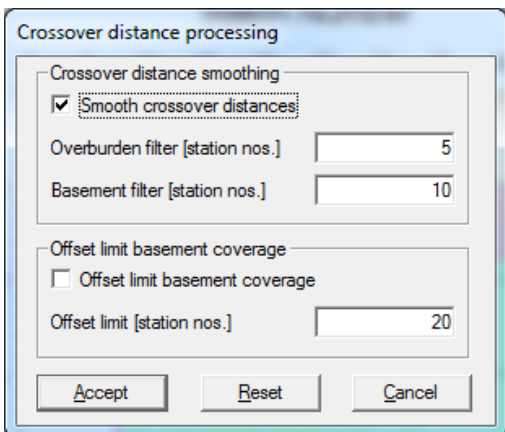 Crossover distance processing
Crossover distance smoothing
Smooth crossover distances
Overburden filter [station nos.] 5
Basement filter [station nos.] 10
Offset limit basement coverage
Offset limit basement coverage
Offset limit [station nos.] 20
Accept Reset Cancel